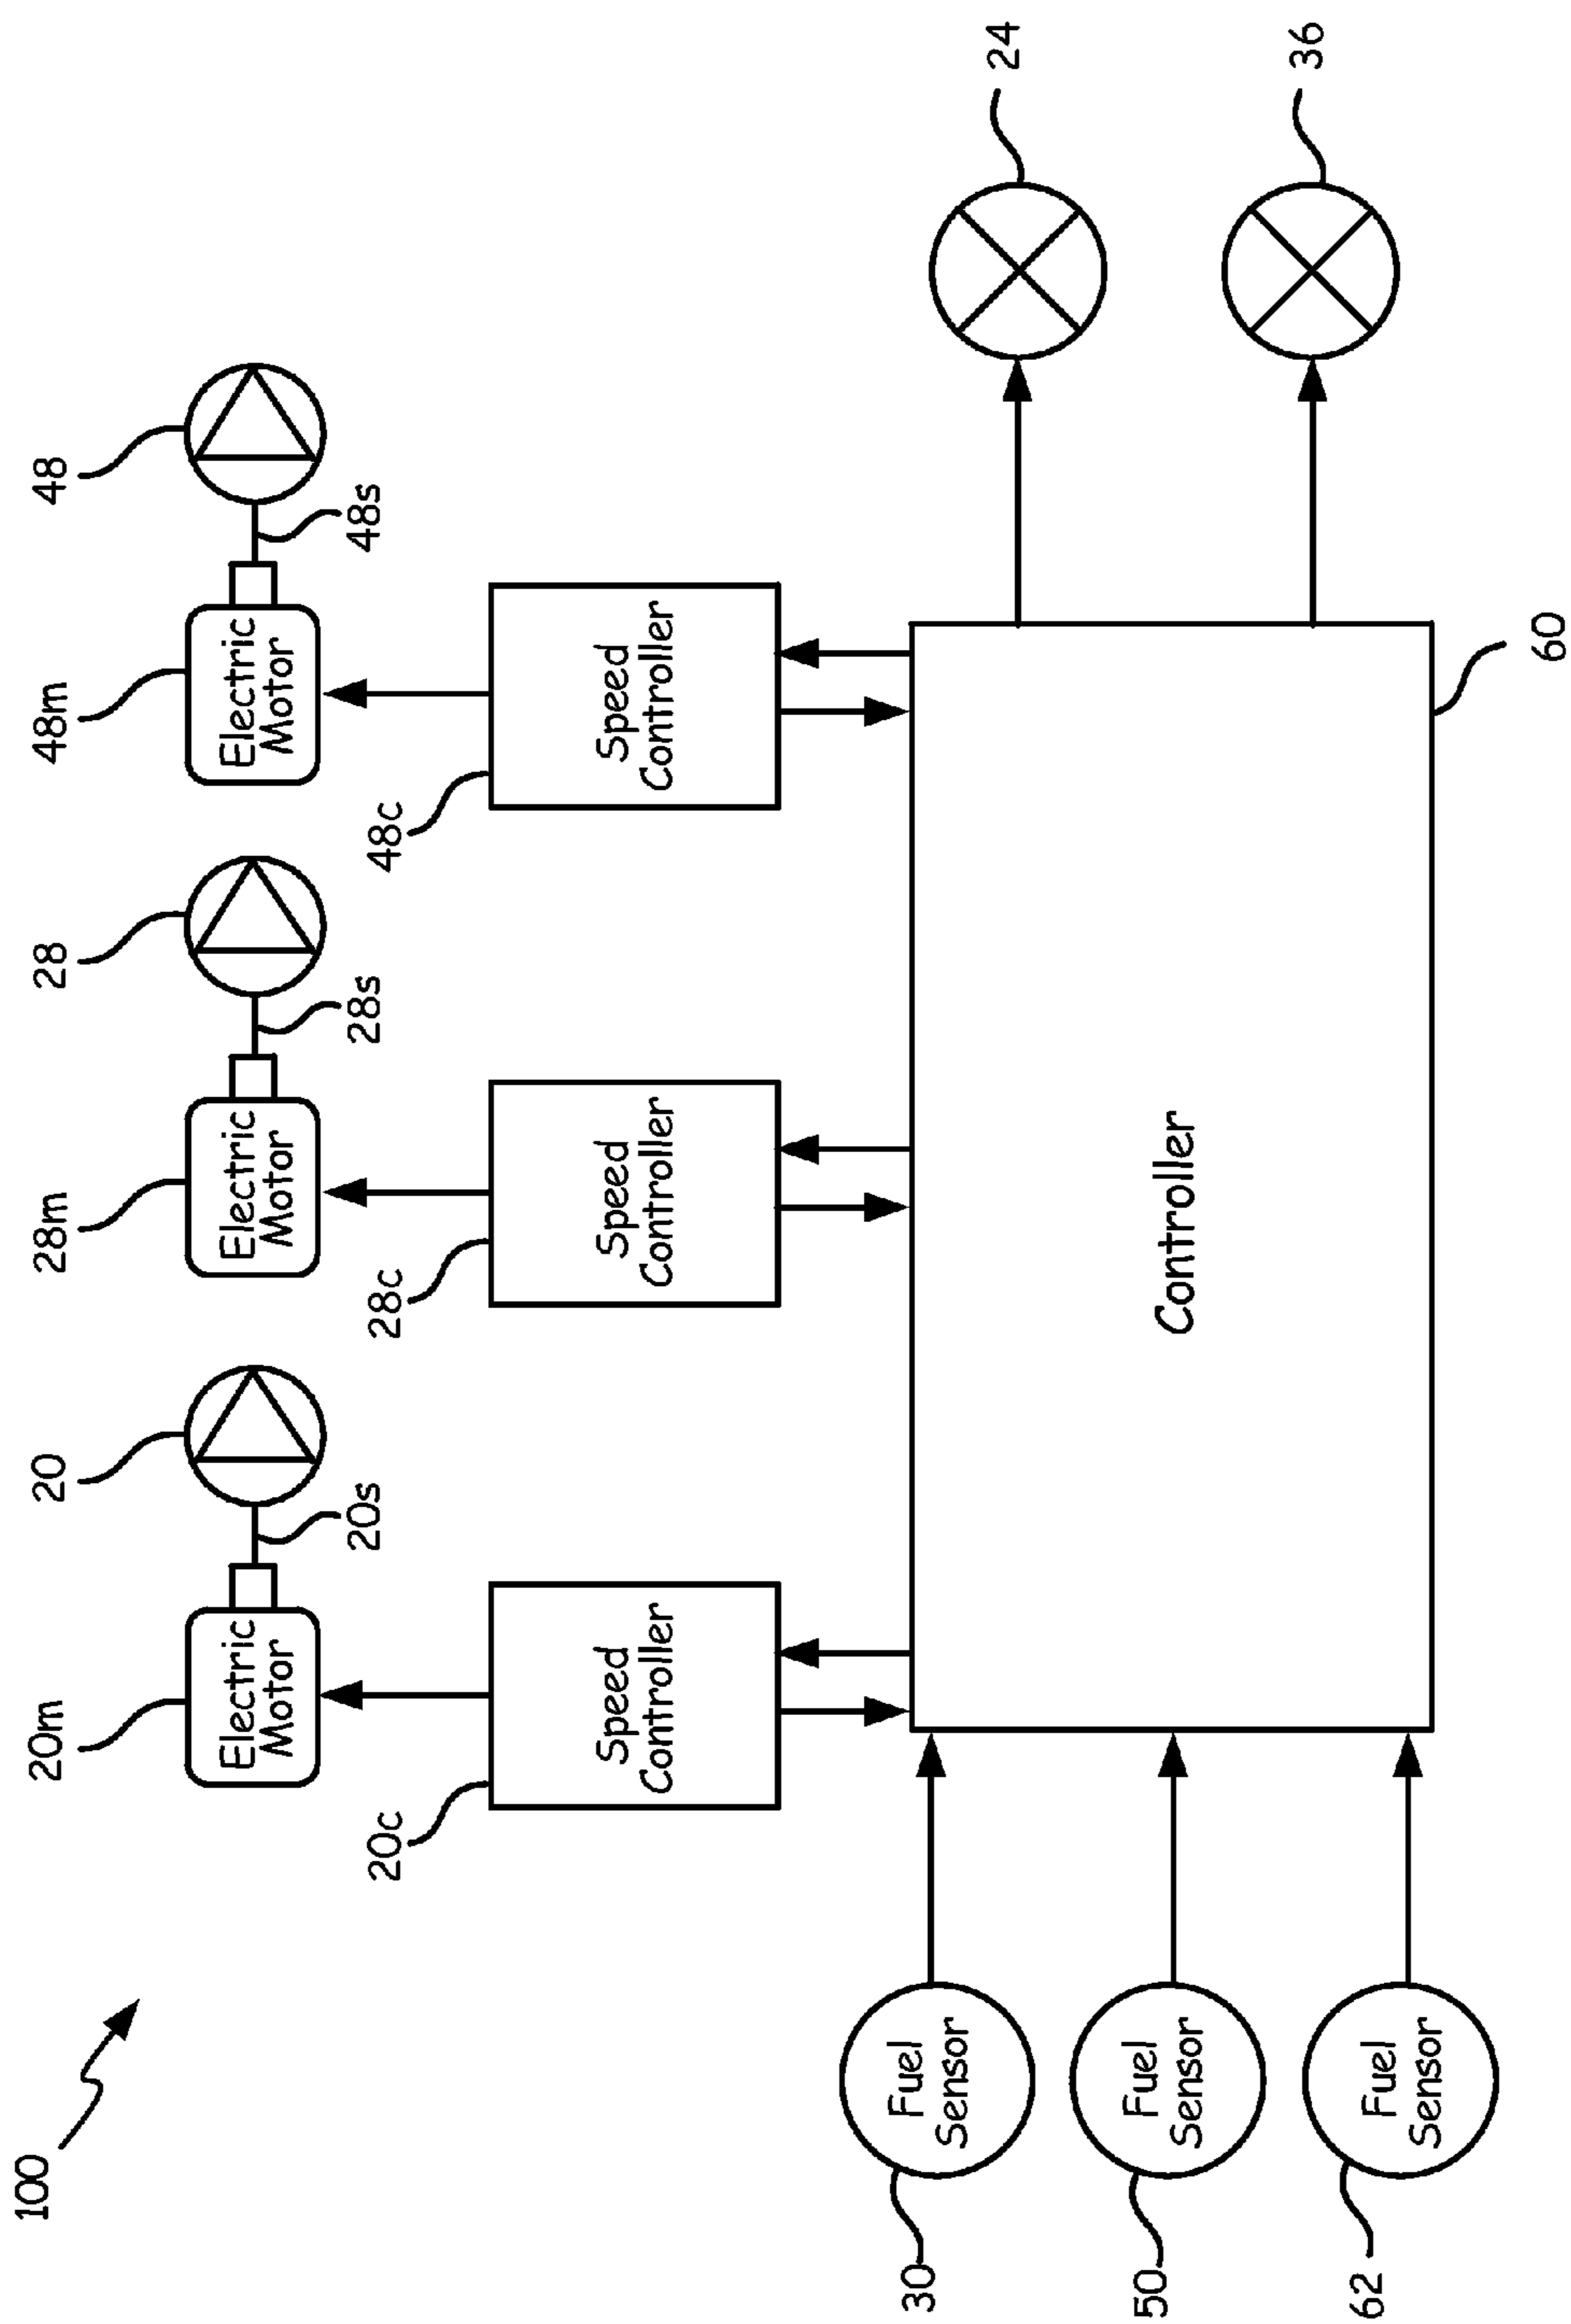 100
20m
20
28m
28
48m
48
Electric
Motor
Electric
Motor
Electric
Motor
20s
28s
48s
20c
28c
48c
Speed
Controller
Speed
Controller
Speed
Controller
30
Fuel
Sensor
24
50
Fuel
Sensor
Controller
62
Fuel
Sensor
36
60